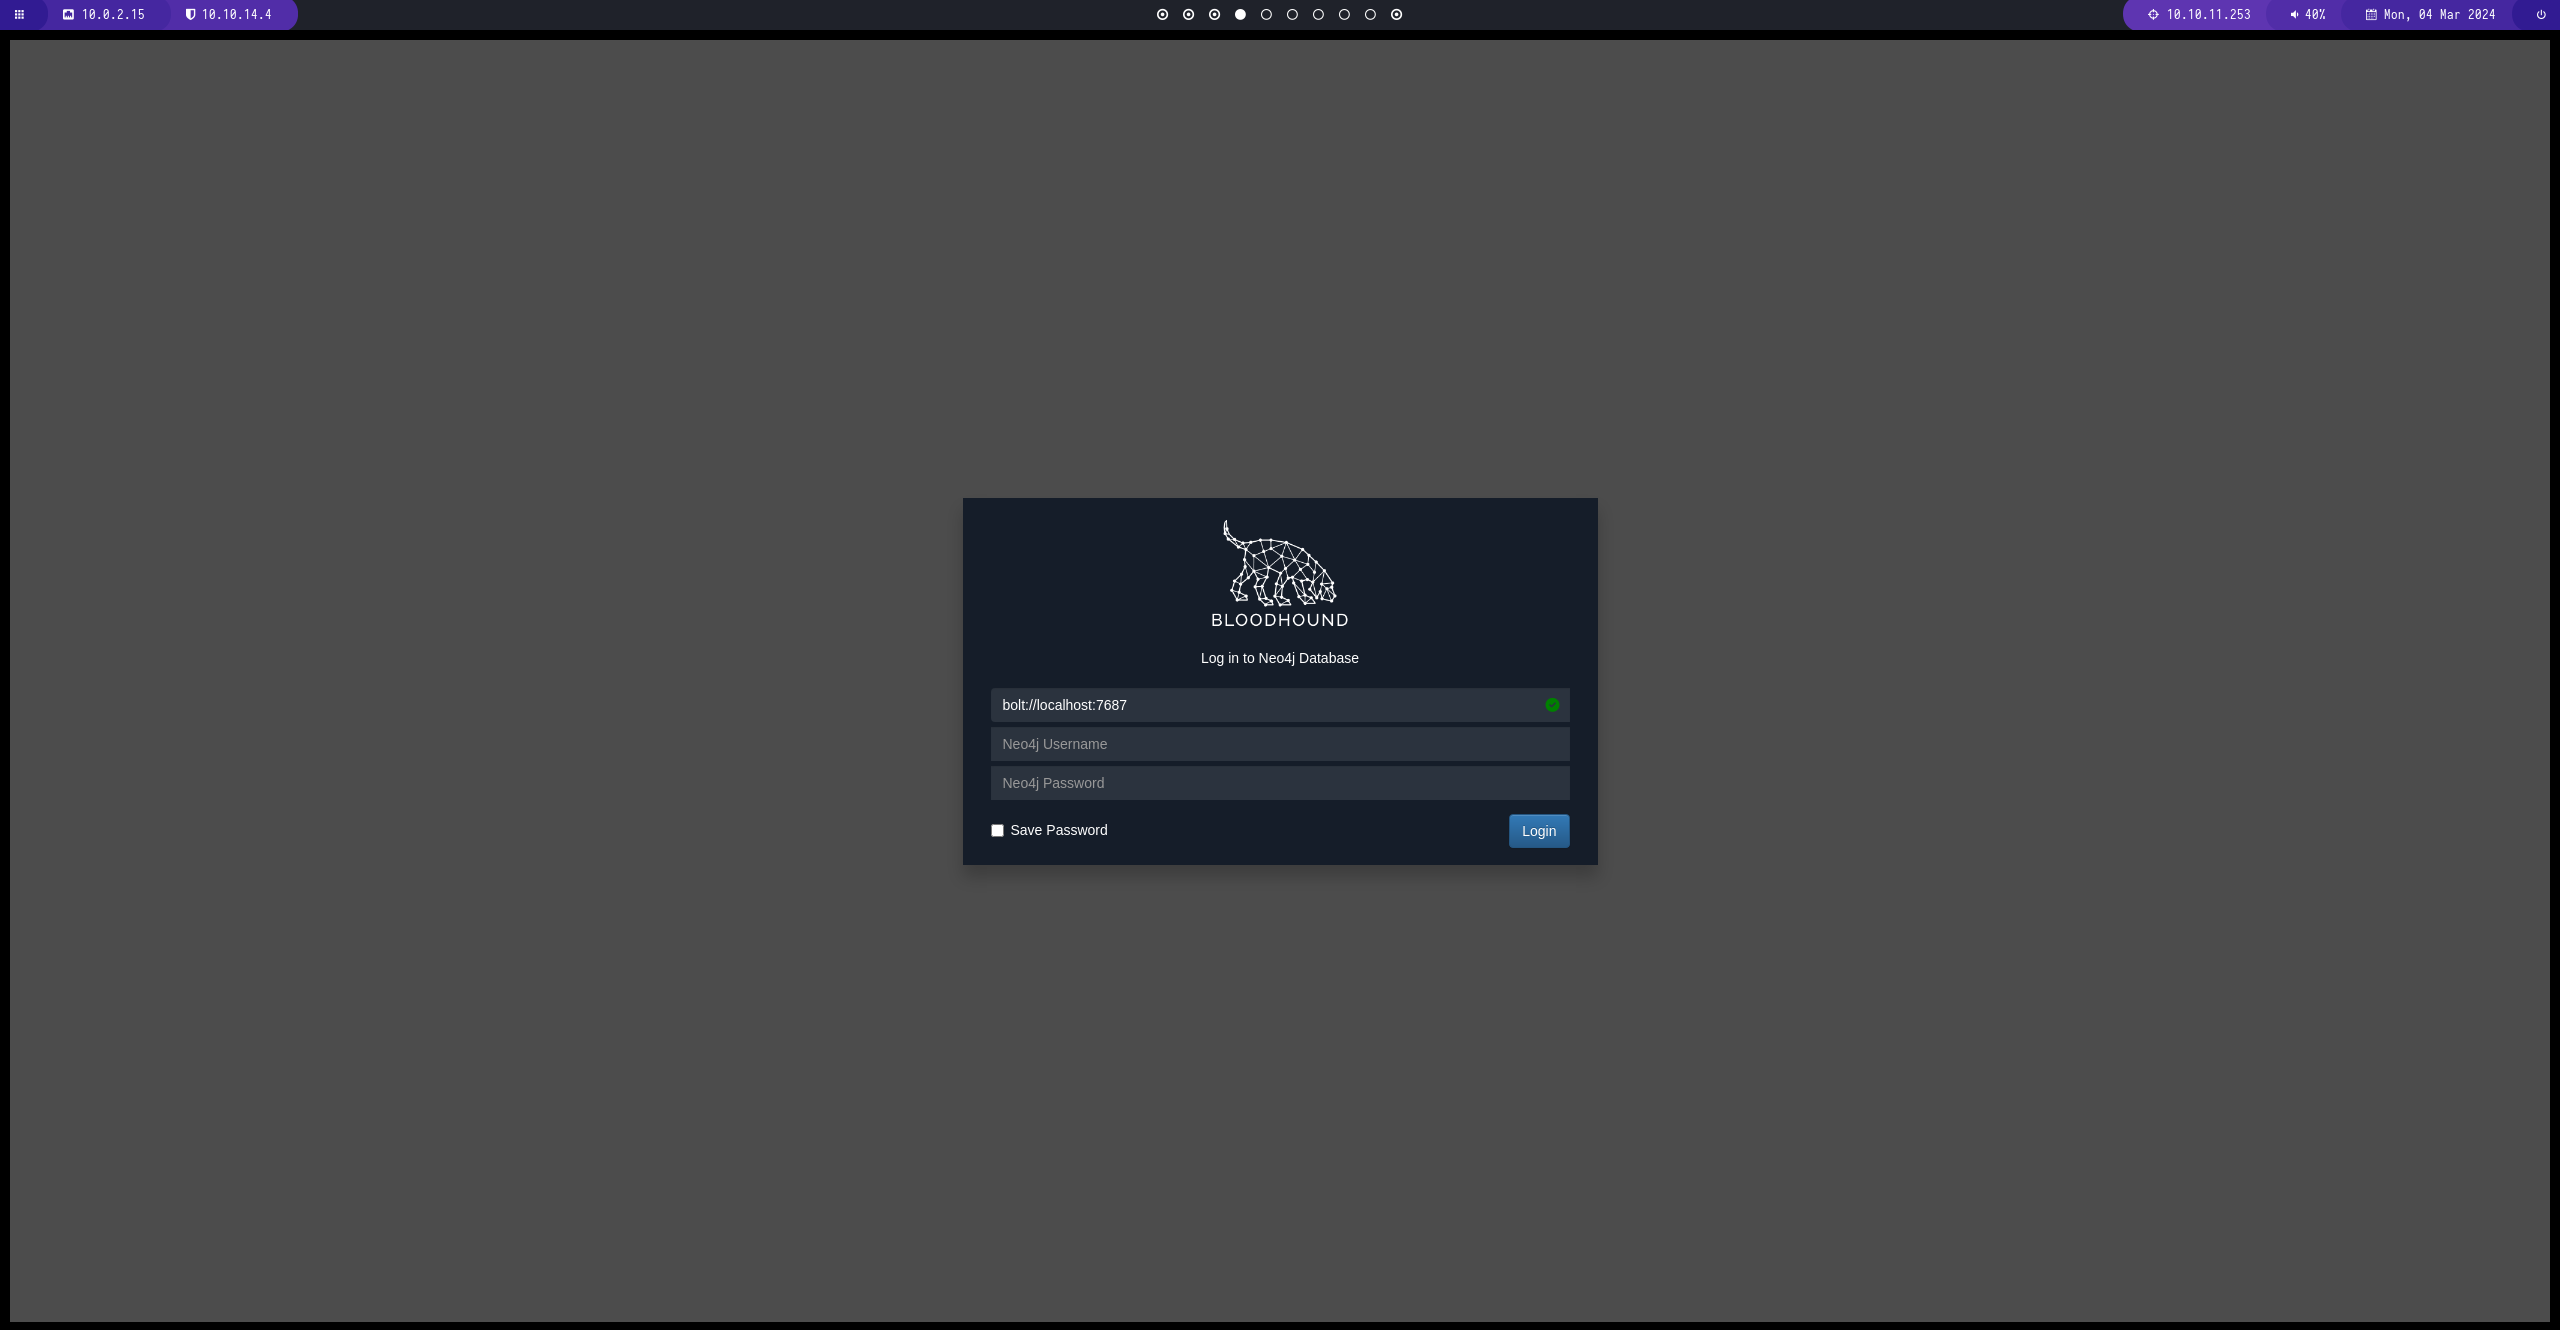 10.0.2.15 10.10.14.4 10.10.11.253 40% Mon, 04 Mar 2024
BLOODHOUND
Log in to Neo4j Database
bolt://localhost:7687
Neo4j Username
Neo4j Password
Save Password Login